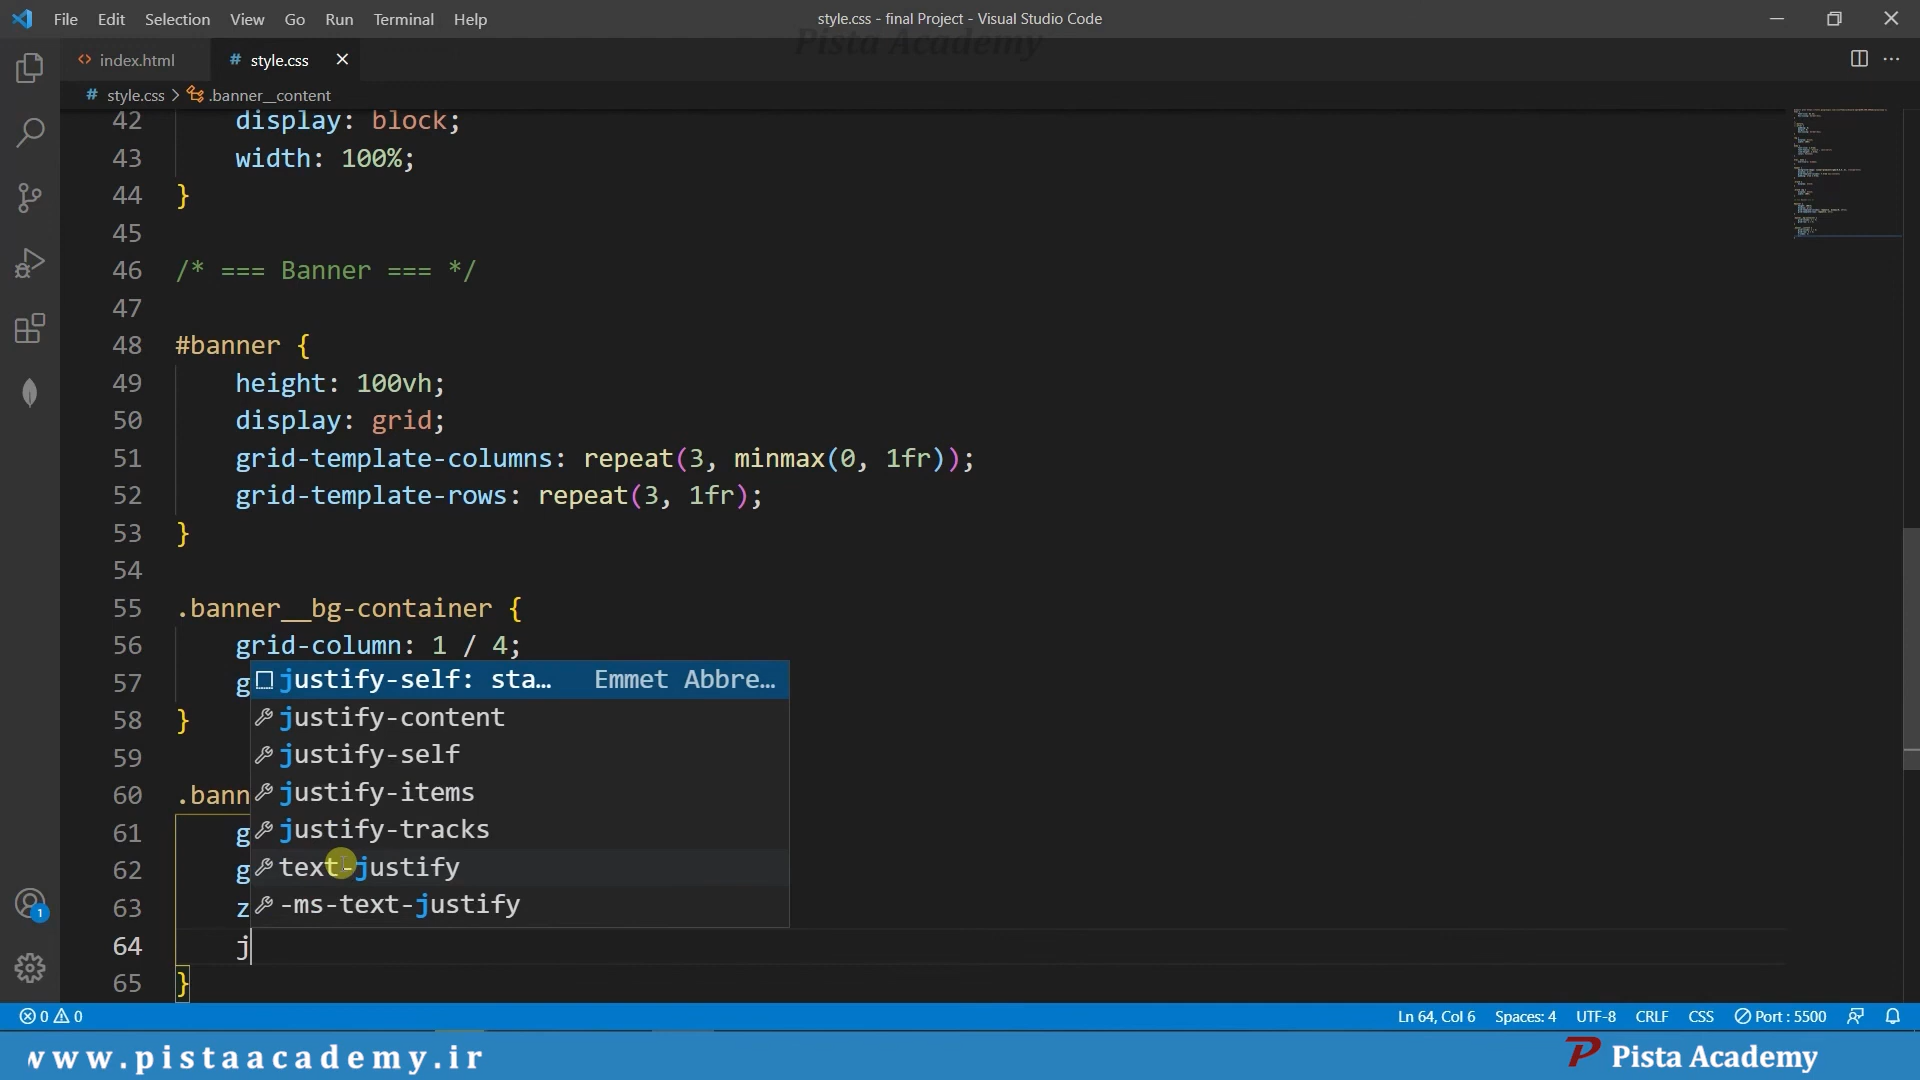 File Edit Selection View Go Run Terminal Help
style.css - final Project - Visual Studio Code
Pista Academy
index.html
# style.css
# style.css > .banner__content
42 display: block;
43 width: 100%;
44 }
45
46 /* === Banner === */
47
48 #banner {
49 height: 100vh;
50 display: grid;
51 grid-template-columns: repeat(3, minmax(0, 1fr));
52 grid-template-rows: repeat(3, 1fr);
53 }
54
55 .banner__bg-container {
56 grid-column: 1 / 4;
57 g
justify-self: sta… Emmet Abbre…
justify-content
58 }
justify-self
59
justify-items
60 .bann
justify-tracks
61 g
text-justify
62 g
-ms-text-justify
63 z
64 j
65 }
1
0 0
Ln 64, Col 6 Spaces: 4 UTF-8 CRLF CSS Port : 5500
www.pistaacademy.ir
Pista Academy